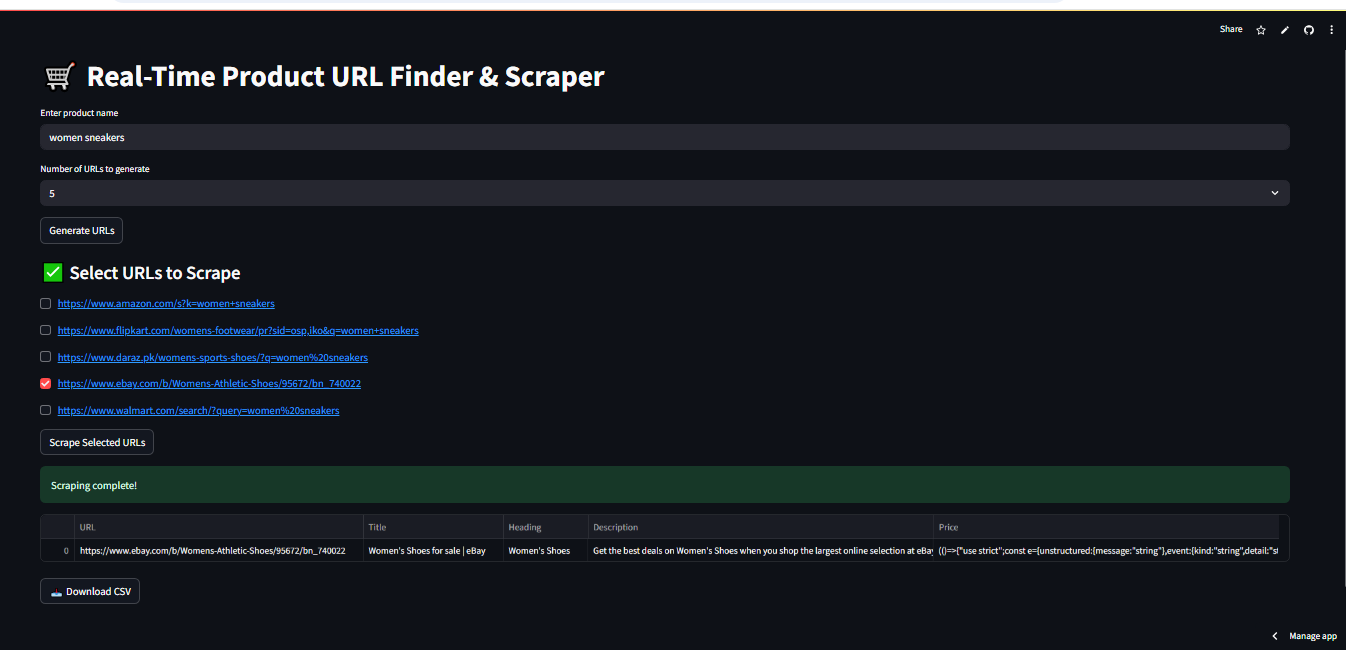 Share
Real-Time Product URL Finder & Scraper
Enter product name
women sneakers
Number of URLs to generate
5
Generate URLs
Select URLs to Scrape
https://www.amazon.com/s?k=women+sneakers
https://www.flipkart.com/womens-footwear/pr?sid=osp,iko&q=women+sneakers
https://www.daraz.pk/womens-sports-shoes/?q=women%20sneakers
https://www.ebay.com/b/Womens-Athletic-Shoes/95672/bn_740022
https://www.walmart.com/search/?query=women%20sneakers
Scrape Selected URLs
Scraping complete!
URL Title Heading Description Price
0 https://www.ebay.com/b/Womens-Athletic-Shoes/95672/bn_740022 Women's Shoes for sale | eBay Women's Shoes Get the best deals on Women's Shoes when you shop the largest online selection at eBay (()=>{"use strict";const e={unstructured:{message:"string"},event:{kind:"string",detail:"st
Download CSV
Manage app